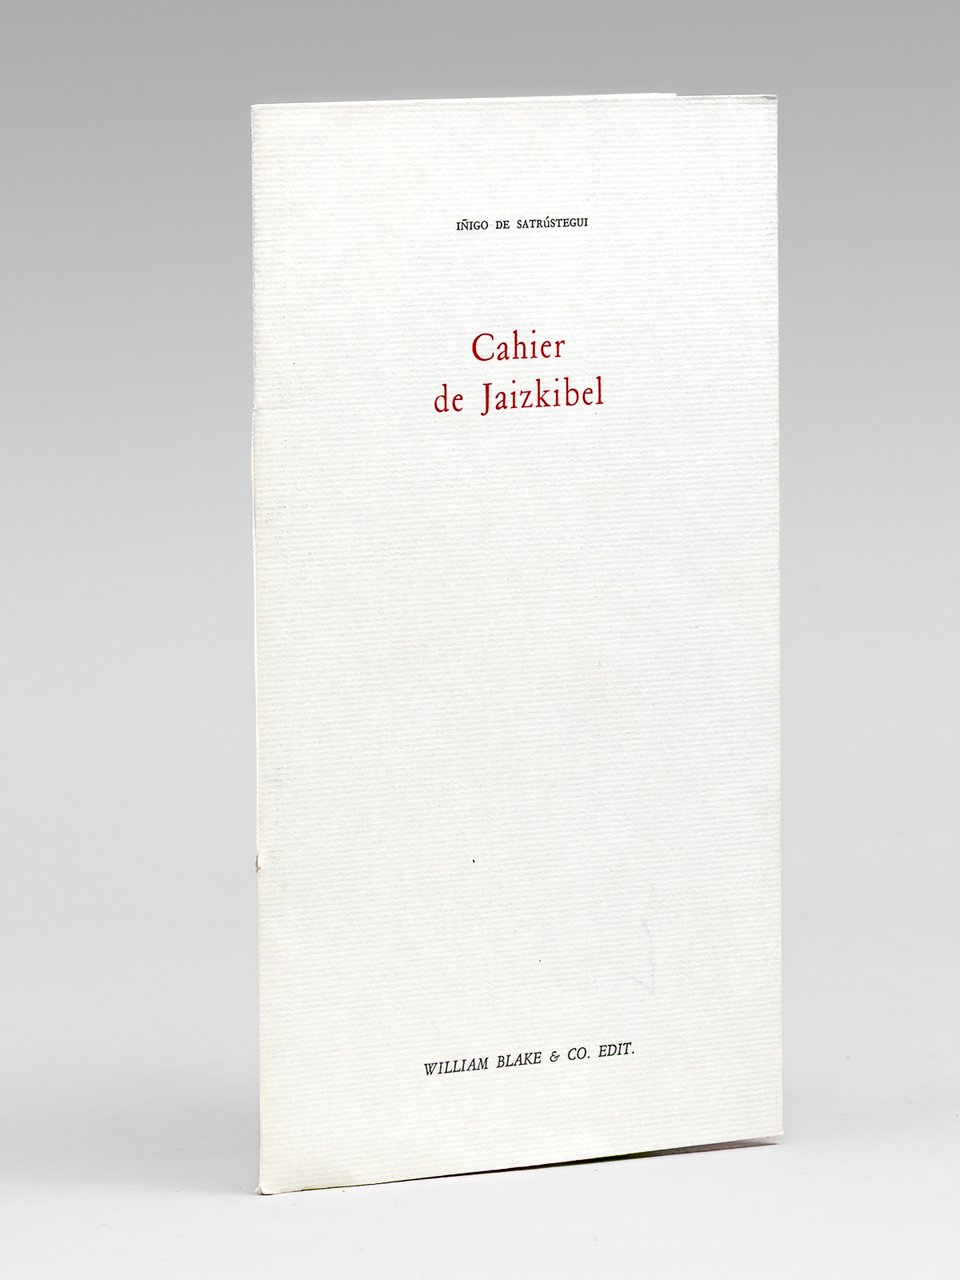 IÑIGO DE SATRÚSTEGUI
Cahier
de Jaizkibel
WILLIAM BLAKE & CO. EDIT.